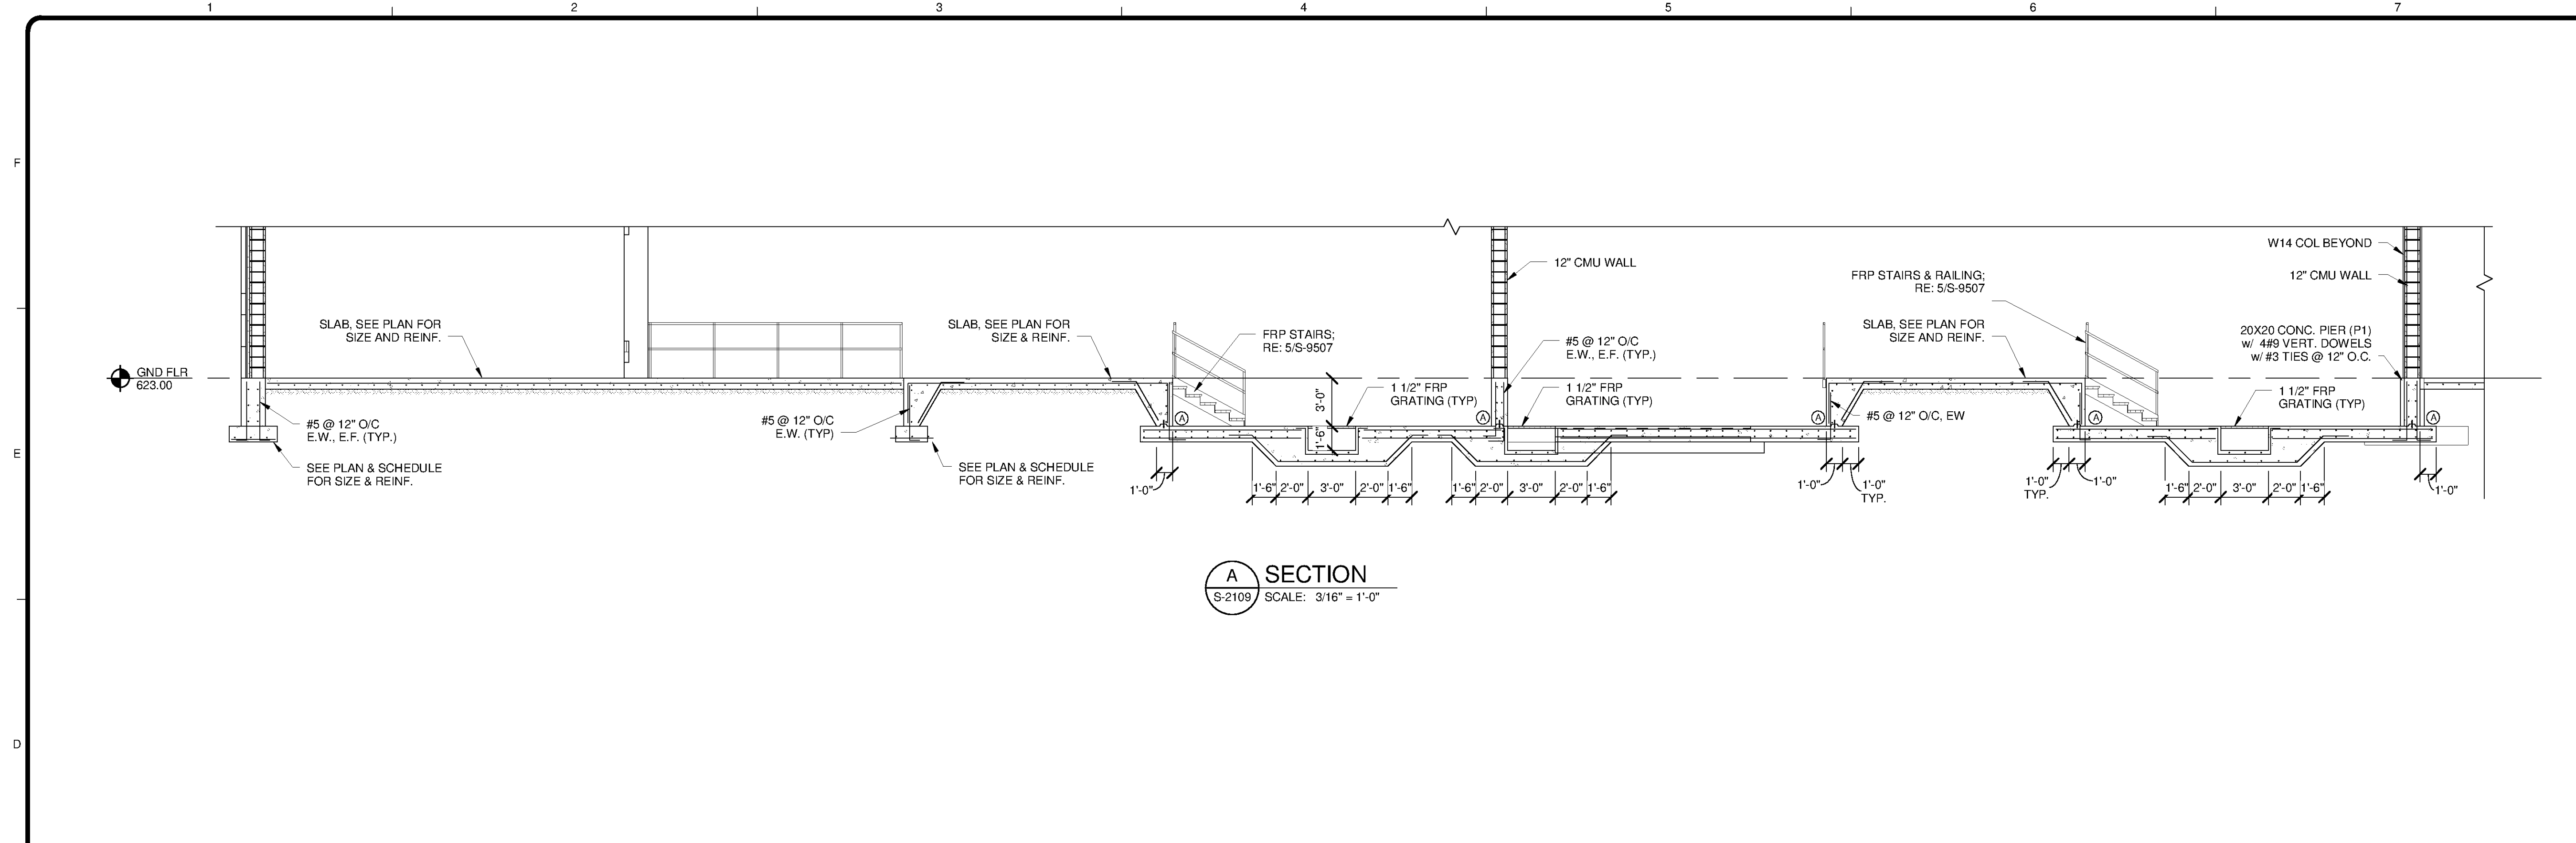 1 2 3 4 5 6 7
F
E
D
W14 COL BEYOND
12" CMU WALL
12" CMU WALL
FRP STAIRS & RAILING;
RE: 5/S-9507
SLAB, SEE PLAN FOR
SIZE AND REINF.
SLAB, SEE PLAN FOR
SIZE & REINF.
FRP STAIRS;
RE: 5/S-9507
#5 @ 12" O/C
E.W., E.F. (TYP.)
SLAB, SEE PLAN FOR
SIZE AND REINF.
20X20 CONC. PIER (P1)
w/ 4#9 VERT. DOWELS
w/ #3 TIES @ 12" O.C.
GND FLR
623.00
3'-0"
1'-6"
1 1/2" FRP
GRATING (TYP)
1 1/2" FRP
GRATING (TYP)
1 1/2" FRP
GRATING (TYP)
#5 @ 12" O/C
E.W., E.F. (TYP.)
#5 @ 12" O/C
E.W. (TYP)
A
A
A
#5 @ 12" O/C, EW
A
A
SEE PLAN & SCHEDULE
FOR SIZE & REINF.
SEE PLAN & SCHEDULE
FOR SIZE & REINF.
1'-0"
1'-6" 2'-0" 3'-0" 2'-0" 1'-6"
1'-6" 2'-0" 3'-0" 2'-0" 1'-6"
1'-0"
1'-0"
TYP.
1'-0"
TYP.
1'-0"
1'-6" 2'-0" 3'-0" 2'-0" 1'-6"
1'-0"
A
S-2109
SECTION
SCALE: 3/16" = 1'-0"